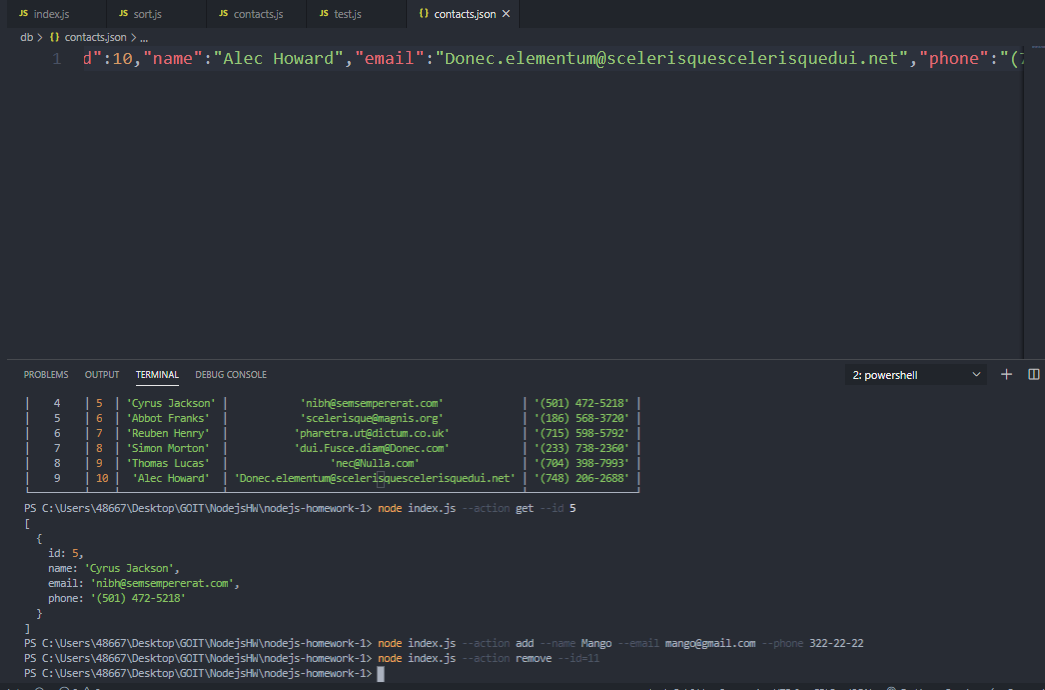 JS index.js JS sort.js JS contacts.js JS test.js {} contacts.json ×
db > {} contacts.json > ...
1 d":10,"name":"Alec Howard","email":"Donec.elementum@scelerisquescelerisquedui.net","phone":"(7
PROBLEMS OUTPUT TERMINAL DEBUG CONSOLE 2: powershell
| 4 | 5 | 'Cyrus Jackson' | 'nibh@semsempererat.com' | '(501) 472-5218' |
| 5 | 6 | 'Abbot Franks' | 'scelerisque@magnis.org' | '(186) 568-3720' |
| 6 | 7 | 'Reuben Henry' | 'pharetra.ut@dictum.co.uk' | '(715) 598-5792' |
| 7 | 8 | 'Simon Morton' | 'dui.Fusce.diam@Donec.com' | '(233) 738-2360' |
| 8 | 9 | 'Thomas Lucas' | 'nec@Nulla.com' | '(704) 398-7993' |
| 9 | 10 | 'Alec Howard' | 'Donec.elementum@scelerisquescelerisquedui.net' | '(748) 206-2688' |
PS C:\Users\48667\Desktop\GOIT\NodejsHW\nodejs-homework-1> node index.js --action get --id 5
[
{
id: 5,
name: 'Cyrus Jackson',
email: 'nibh@semsempererat.com',
phone: '(501) 472-5218'
}
]
PS C:\Users\48667\Desktop\GOIT\NodejsHW\nodejs-homework-1> node index.js --action add --name Mango --email mango@gmail.com --phone 322-22-22
PS C:\Users\48667\Desktop\GOIT\NodejsHW\nodejs-homework-1> node index.js --action remove --id=11
PS C:\Users\48667\Desktop\GOIT\NodejsHW\nodejs-homework-1>